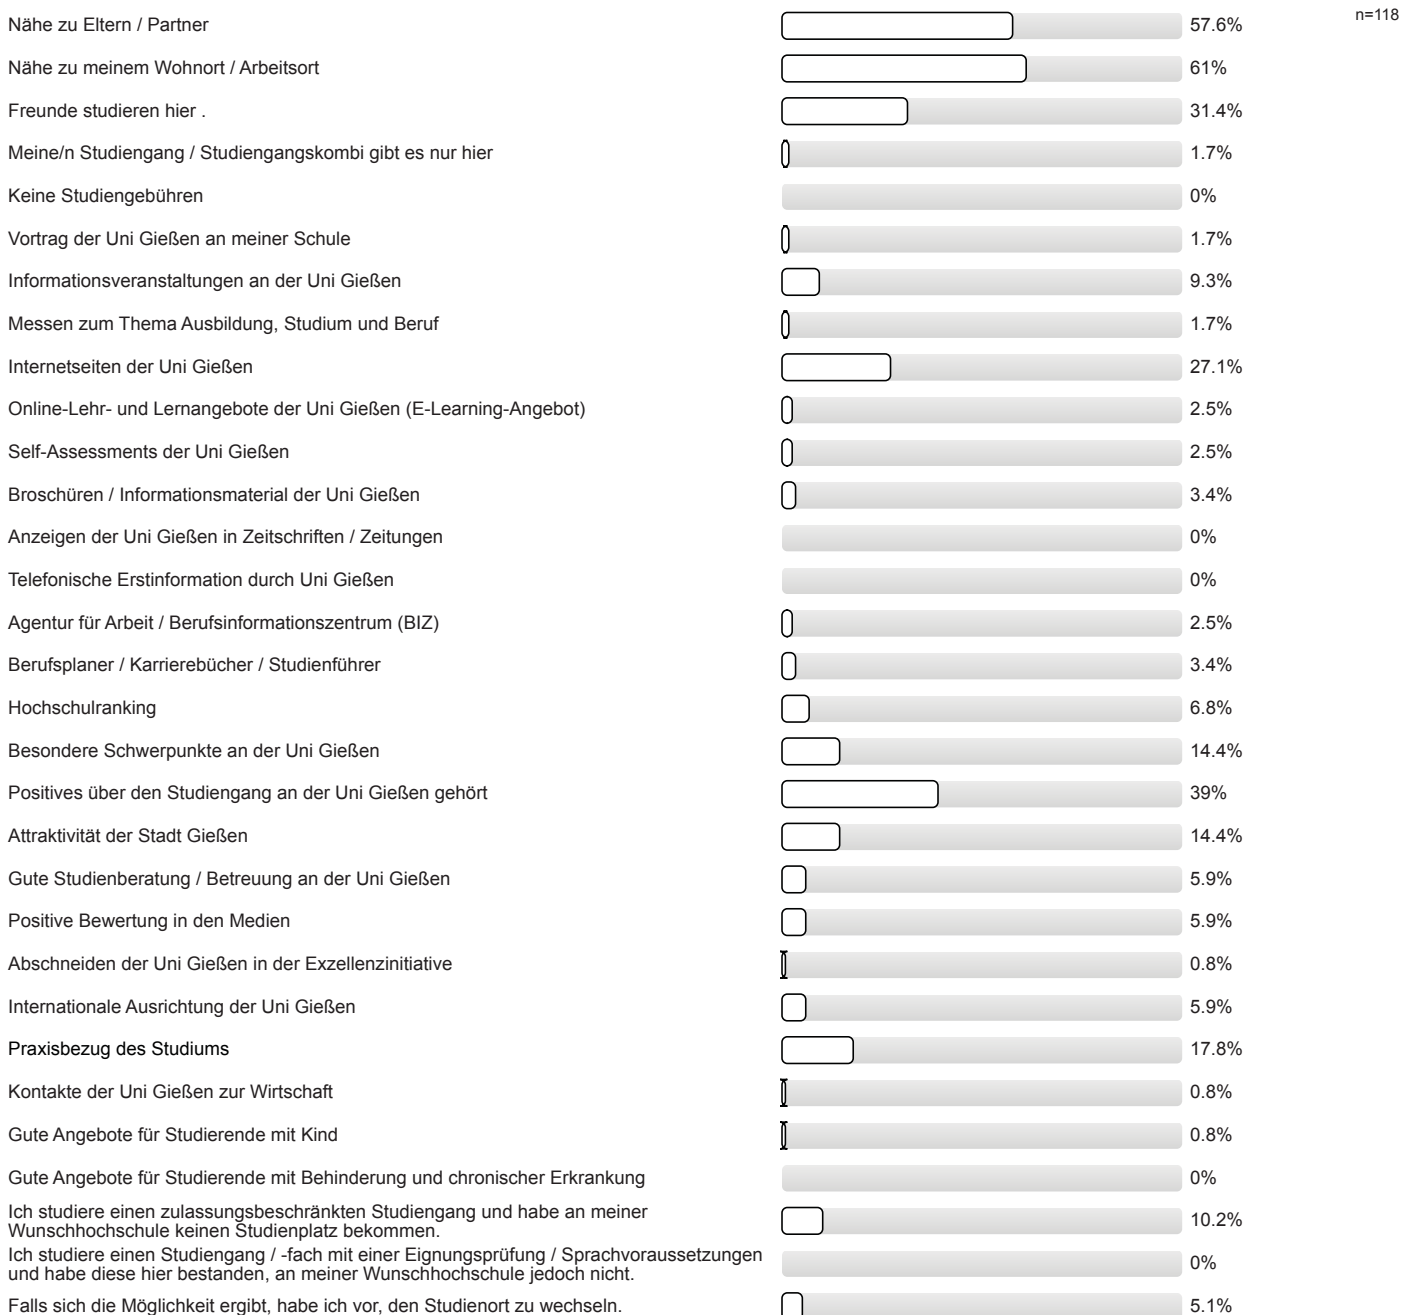 Nähe zu Eltern / Partner 57.6% n=118
Nähe zu meinem Wohnort / Arbeitsort 61%
Freunde studieren hier . 31.4%
Meine/n Studiengang / Studiengangskombi gibt es nur hier 1.7%
Keine Studiengebühren 0%
Vortrag der Uni Gießen an meiner Schule 1.7%
Informationsveranstaltungen an der Uni Gießen 9.3%
Messen zum Thema Ausbildung, Studium und Beruf 1.7%
Internetseiten der Uni Gießen 27.1%
Online-Lehr- und Lernangebote der Uni Gießen (E-Learning-Angebot) 2.5%
Self-Assessments der Uni Gießen 2.5%
Broschüren / Informationsmaterial der Uni Gießen 3.4%
Anzeigen der Uni Gießen in Zeitschriften / Zeitungen 0%
Telefonische Erstinformation durch Uni Gießen 0%
Agentur für Arbeit / Berufsinformationszentrum (BIZ) 2.5%
Berufsplaner / Karrierebücher / Studienführer 3.4%
Hochschulranking 6.8%
Besondere Schwerpunkte an der Uni Gießen 14.4%
Positives über den Studiengang an der Uni Gießen gehört 39%
Attraktivität der Stadt Gießen 14.4%
Gute Studienberatung / Betreuung an der Uni Gießen 5.9%
Positive Bewertung in den Medien 5.9%
Abschneiden der Uni Gießen in der Exzellenzinitiative 0.8%
Internationale Ausrichtung der Uni Gießen 5.9%
Praxisbezug des Studiums 17.8%
Kontakte der Uni Gießen zur Wirtschaft 0.8%
Gute Angebote für Studierende mit Kind 0.8%
Gute Angebote für Studierende mit Behinderung und chronischer Erkrankung 0%
Ich studiere einen zulassungsbeschränkten Studiengang und habe an meiner
Wunschhochschule keinen Studienplatz bekommen. 10.2%
Ich studiere einen Studiengang / -fach mit einer Eignungsprüfung / Sprachvoraussetzungen
und habe diese hier bestanden, an meiner Wunschhochschule jedoch nicht. 0%
Falls sich die Möglichkeit ergibt, habe ich vor, den Studienort zu wechseln. 5.1%